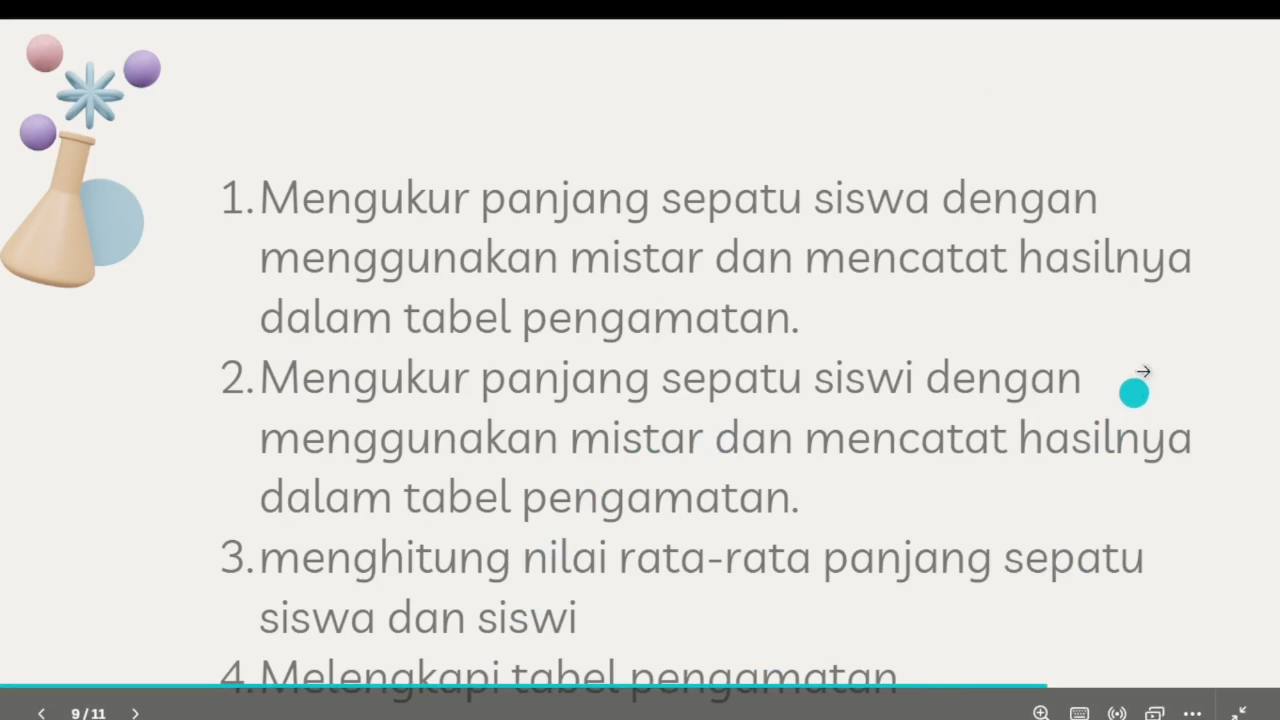 1. Mengukur panjang sepatu siswa dengan
menggunakan mistar dan mencatat hasilnya
dalam tabel pengamatan.
2. Mengukur panjang sepatu siswi dengan
menggunakan mistar dan mencatat hasilnya
dalam tabel pengamatan.
3. menghitung nilai rata-rata panjang sepatu
siswa dan siswi
4. Melengkapi tabel pengamatan
9 / 11